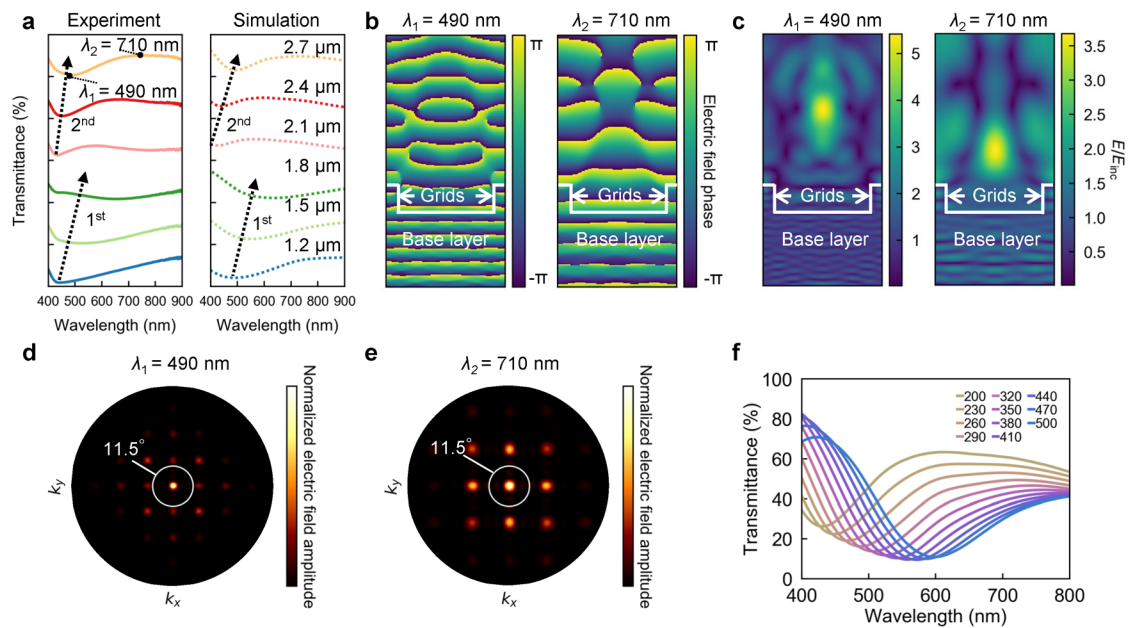 a
Experiment
Simulation
Transmittance (%)
λ₂ = 710 nm
λ₁ = 490 nm
2nd
1st
2nd
1st
2.7 µm
2.4 µm
2.1 µm
1.8 µm
1.5 µm
1.2 µm
400 500 600 700 800 900
400 500 600 700 800 900
Wavelength (nm)
Wavelength (nm)
b
λ₁ = 490 nm
λ₂ = 710 nm
Grids
Base layer
Grids
Base layer
π
-π
π
Electric field phase
-π
c
λ₁ = 490 nm
λ₂ = 710 nm
Grids
Base layer
Grids
Base layer
5
4
3
2
1
3.5
3.0
2.5
2.0
1.5
1.0
0.5
E/Einc
d
λ₁ = 490 nm
11.5°
ky
kx
Normalized electric field amplitude
e
λ₂ = 710 nm
11.5°
ky
kx
Normalized electric field amplitude
f
Transmittance (%)
100
80
60
40
20
0
200 320 440
230 350 470
260 380 500
290 410
400 500 600 700 800
Wavelength (nm)